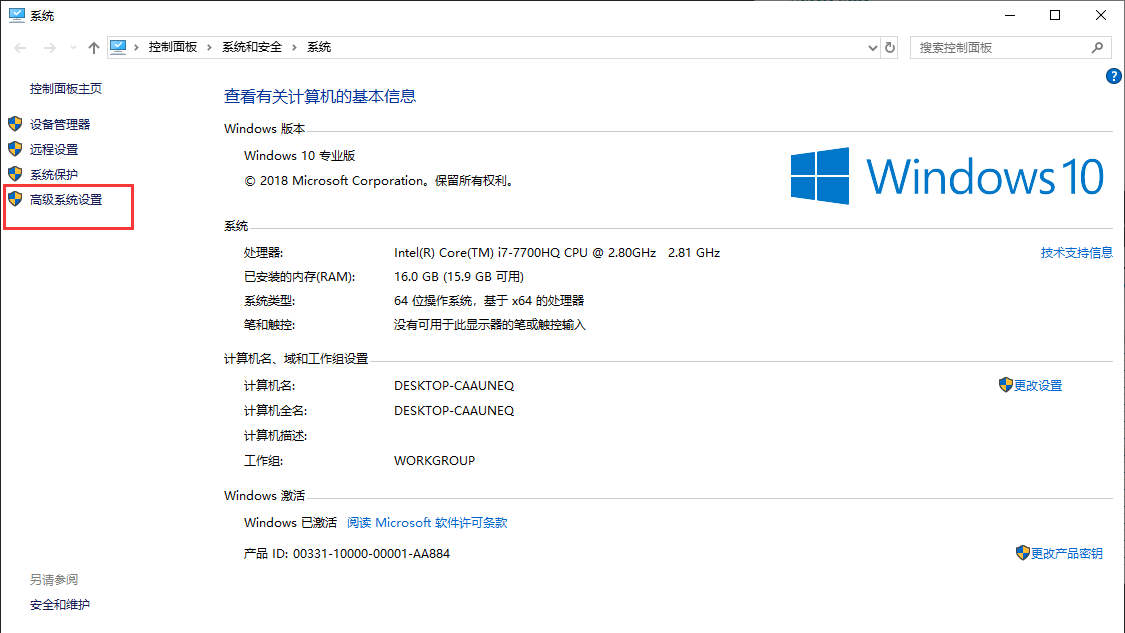 系统
控制面板 系统和安全 系统
搜索控制面板
控制面板主页
设备管理器
远程设置
系统保护
高级系统设置
查看有关计算机的基本信息
Windows 版本
Windows 10 专业版
© 2018 Microsoft Corporation。保留所有权利。
Windows 10
系统
处理器: Intel(R) Core(TM) i7-7700HQ CPU @ 2.80GHz 2.81 GHz
技术支持信息
已安装的内存(RAM): 16.0 GB (15.9 GB 可用)
系统类型: 64 位操作系统, 基于 x64 的处理器
笔和触控: 没有可用于此显示器的笔或触控输入
计算机名、域和工作组设置
计算机名: DESKTOP-CAAUNEQ
更改设置
计算机全名: DESKTOP-CAAUNEQ
计算机描述:
工作组: WORKGROUP
Windows 激活
Windows 已激活 阅读 Microsoft 软件许可条款
产品 ID: 00331-10000-00001-AA884
更改产品密钥
另请参阅
安全和维护